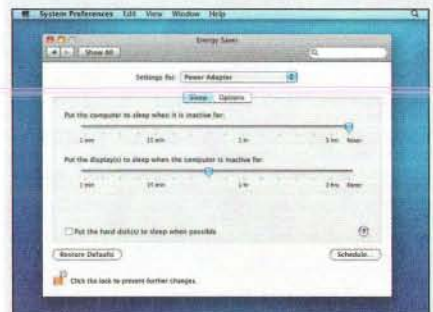 System Preferences Edit View Window Help
Energy Saver
Show All
Settings for: Power Adapter
Sleep Options
Put the computer to sleep when it is inactive for:
1 min 15 min 1 hr 3 hrs Never
Put the display(s) to sleep when the computer is inactive for:
1 min 15 min 1 hr 3 hrs Never
Put the hard disk(s) to sleep when possible
?
Restore Defaults Schedule...
Click the lock to prevent further changes.